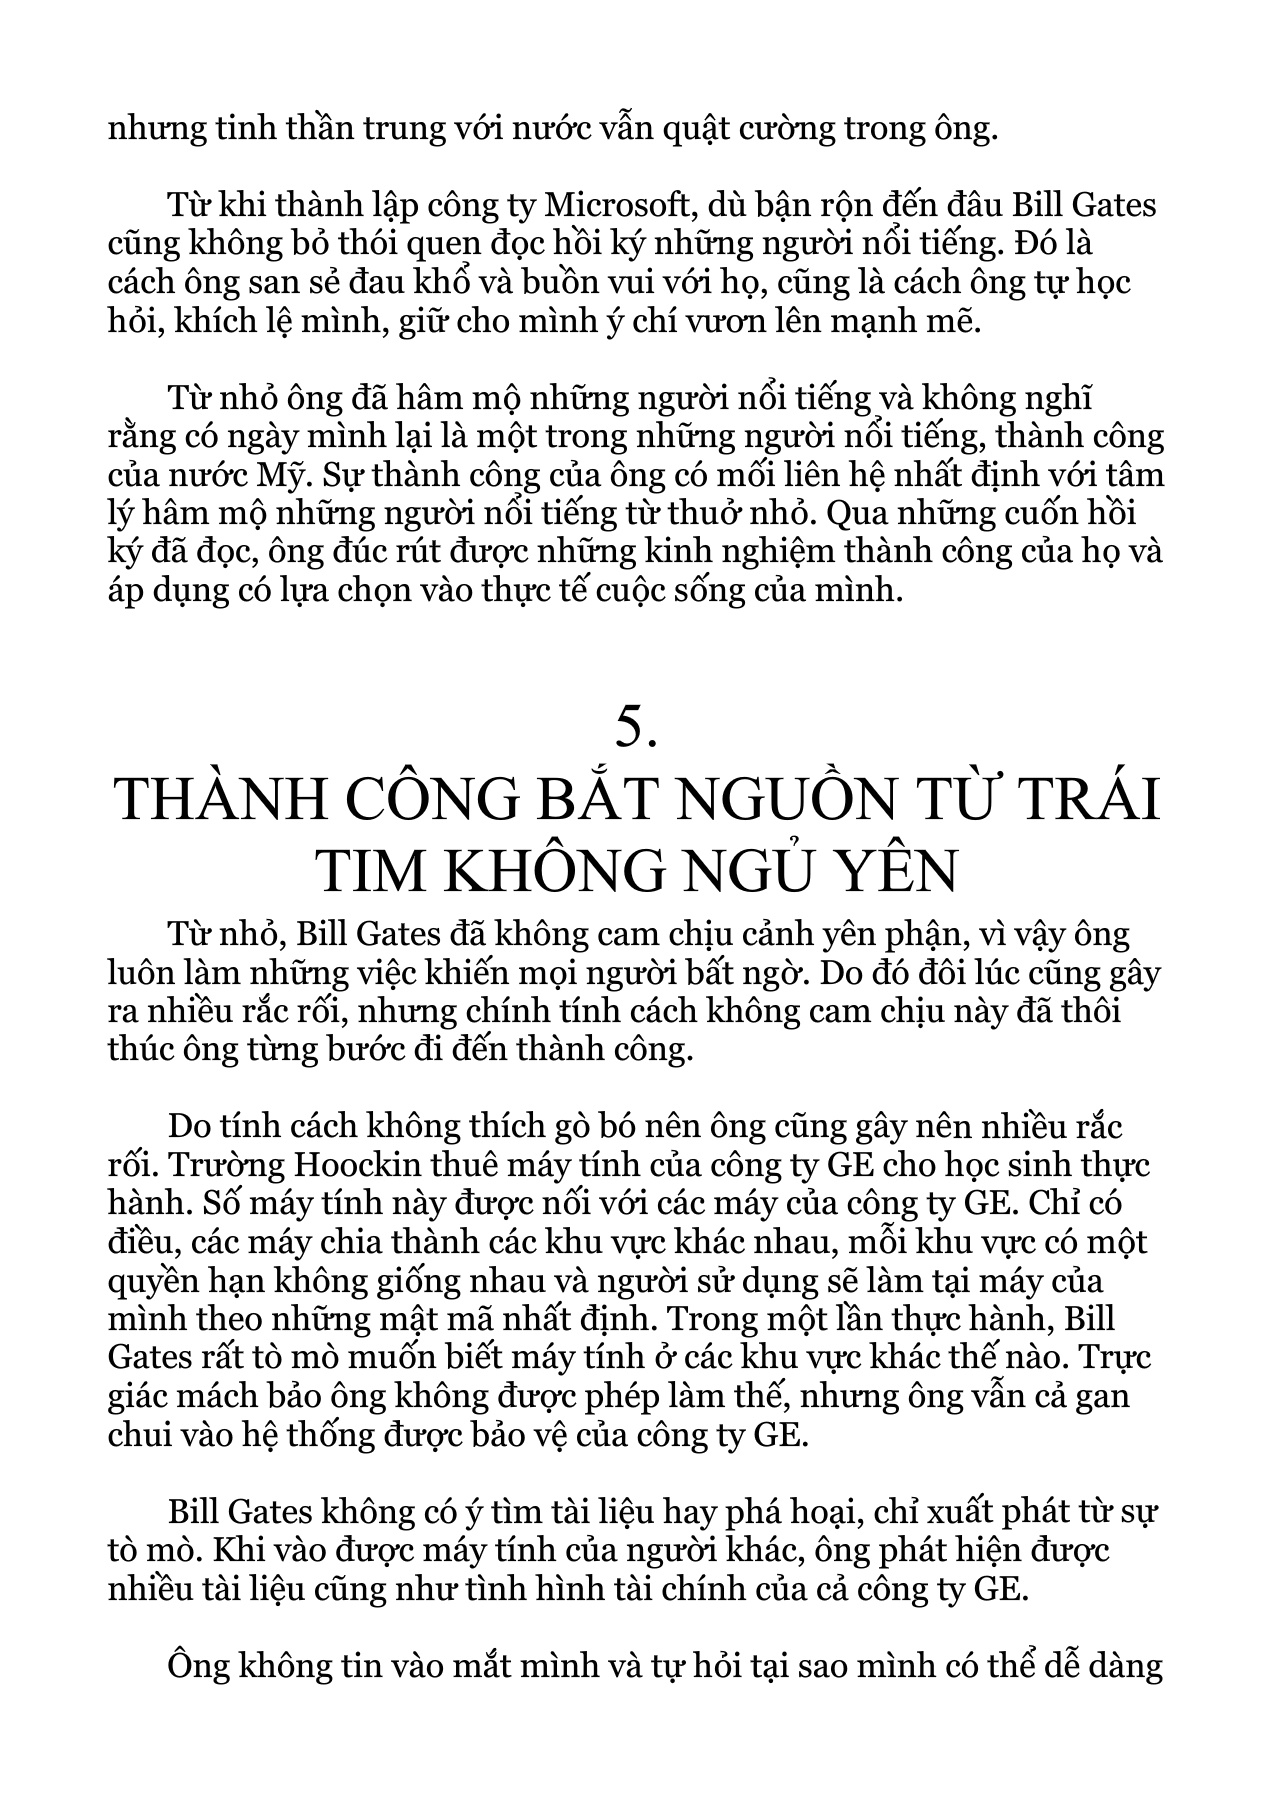 nhưng tinh thần trung với nước vẫn quật cường trong ông.
Từ khi thành lập công ty Microsoft, dù bận rộn đến đâu Bill Gates
cũng không bỏ thói quen đọc hồi ký những người nổi tiếng. Đó là
cách ông san sẻ đau khổ và buồn vui với họ, cũng là cách ông tự học
hỏi, khích lệ mình, giữ cho mình ý chí vươn lên mạnh mẽ.
Từ nhỏ ông đã hâm mộ những người nổi tiếng và không nghĩ
rằng có ngày mình lại là một trong những người nổi tiếng, thành công
của nước Mỹ. Sự thành công của ông có mối liên hệ nhất định với tâm
lý hâm mộ những người nổi tiếng từ thuở nhỏ. Qua những cuốn hồi
ký đã đọc, ông đúc rút được những kinh nghiệm thành công của họ và
áp dụng có lựa chọn vào thực tế cuộc sống của mình.
5.
THÀNH CÔNG BẮT NGUỒN TỪ TRÁI
TIM KHÔNG NGỦ YÊN
Từ nhỏ, Bill Gates đã không cam chịu cảnh yên phận, vì vậy ông
luôn làm những việc khiến mọi người bất ngờ. Do đó đôi lúc cũng gây
ra nhiều rắc rối, nhưng chính tính cách không cam chịu này đã thôi
thúc ông từng bước đi đến thành công.
Do tính cách không thích gò bó nên ông cũng gây nên nhiều rắc
rối. Trường Hoockin thuê máy tính của công ty GE cho học sinh thực
hành. Số máy tính này được nối với các máy của công ty GE. Chỉ có
điều, các máy chia thành các khu vực khác nhau, mỗi khu vực có một
quyền hạn không giống nhau và người sử dụng sẽ làm tại máy của
mình theo những mật mã nhất định. Trong một lần thực hành, Bill
Gates rất tò mò muốn biết máy tính ở các khu vực khác thế nào. Trực
giác mách bảo ông không được phép làm thế, nhưng ông vẫn cả gan
chui vào hệ thống được bảo vệ của công ty GE.
Bill Gates không có ý tìm tài liệu hay phá hoại, chỉ xuất phát từ sự
tò mò. Khi vào được máy tính của người khác, ông phát hiện được
nhiều tài liệu cũng như tình hình tài chính của cả công ty GE.
Ông không tin vào mắt mình và tự hỏi tại sao mình có thể dễ dàng